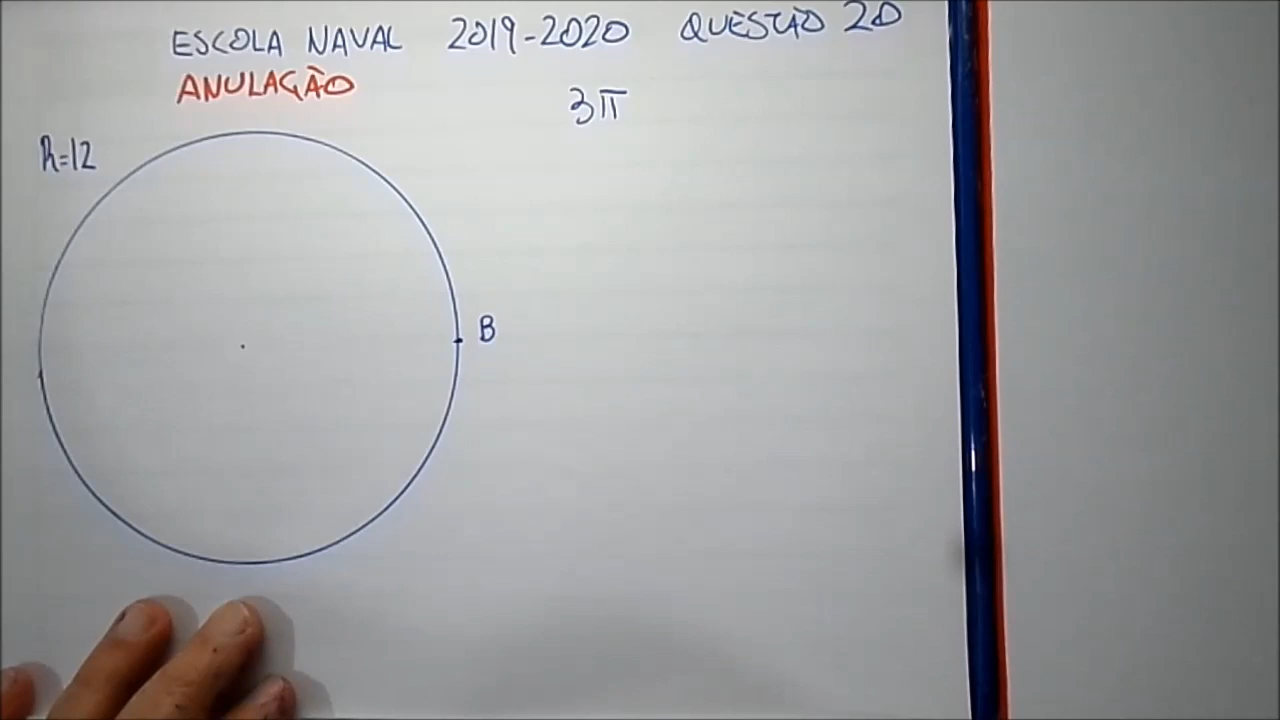 ESCOLA NAVAL 2019-2020 QUESTÃO 20
ANULAÇÃO
3π
R=12
B